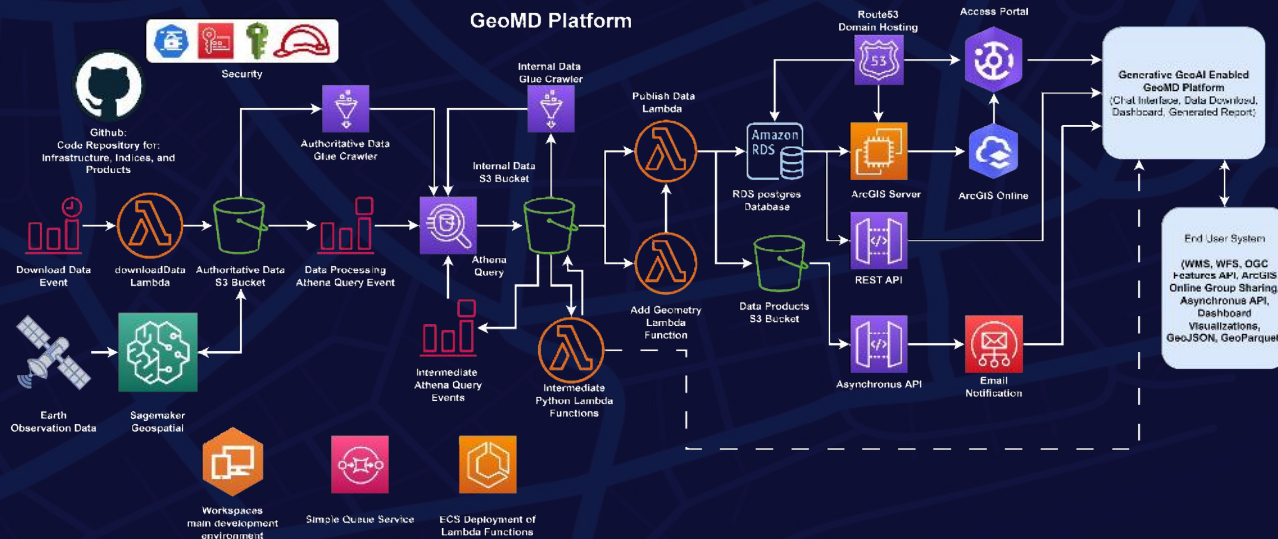 GeoMD Platform
Security
Github:
Code Repository for:
Infrastructure, Indices, and
Products
Authoritative Data
Glue Crawler
Internal Data
Glue Crawler
Internal Data
S3 Bucket
Publish Data
Lambda
Route53
Domain Hosting
53
Access Portal
Generative GeoAI Enabled
GeoMD Platform
(Chat Interface, Data Download,
Dashboard, Generated Report)
Amazon
RDS
RDS postgres
Database
ArcGIS Server
ArcGIS Online
Download Data
Event
downloadData
Lambda
Authoritative Data
S3 Bucket
Data Processing
Athena Query Event
Athena
Query
Add Geometry
Lambda
Function
Data Products
S3 Bucket
REST API
End User System
(WMS, WFS, OGC
Features API, ArcGIS
Online Group Sharing,
Asynchronus API,
Dashboard
Visualizations,
GeoJSON, GeoParquet
Earth
Observation Data
Sagemaker
Geospatial
Intermediate
Athena Query
Events
Intermediate
Python Lambda
Functions
Asynchronus API
Email
Notification
Workspaces
main development
environment
Simple Queue Service
ECS Deployment of
Lambda Functions